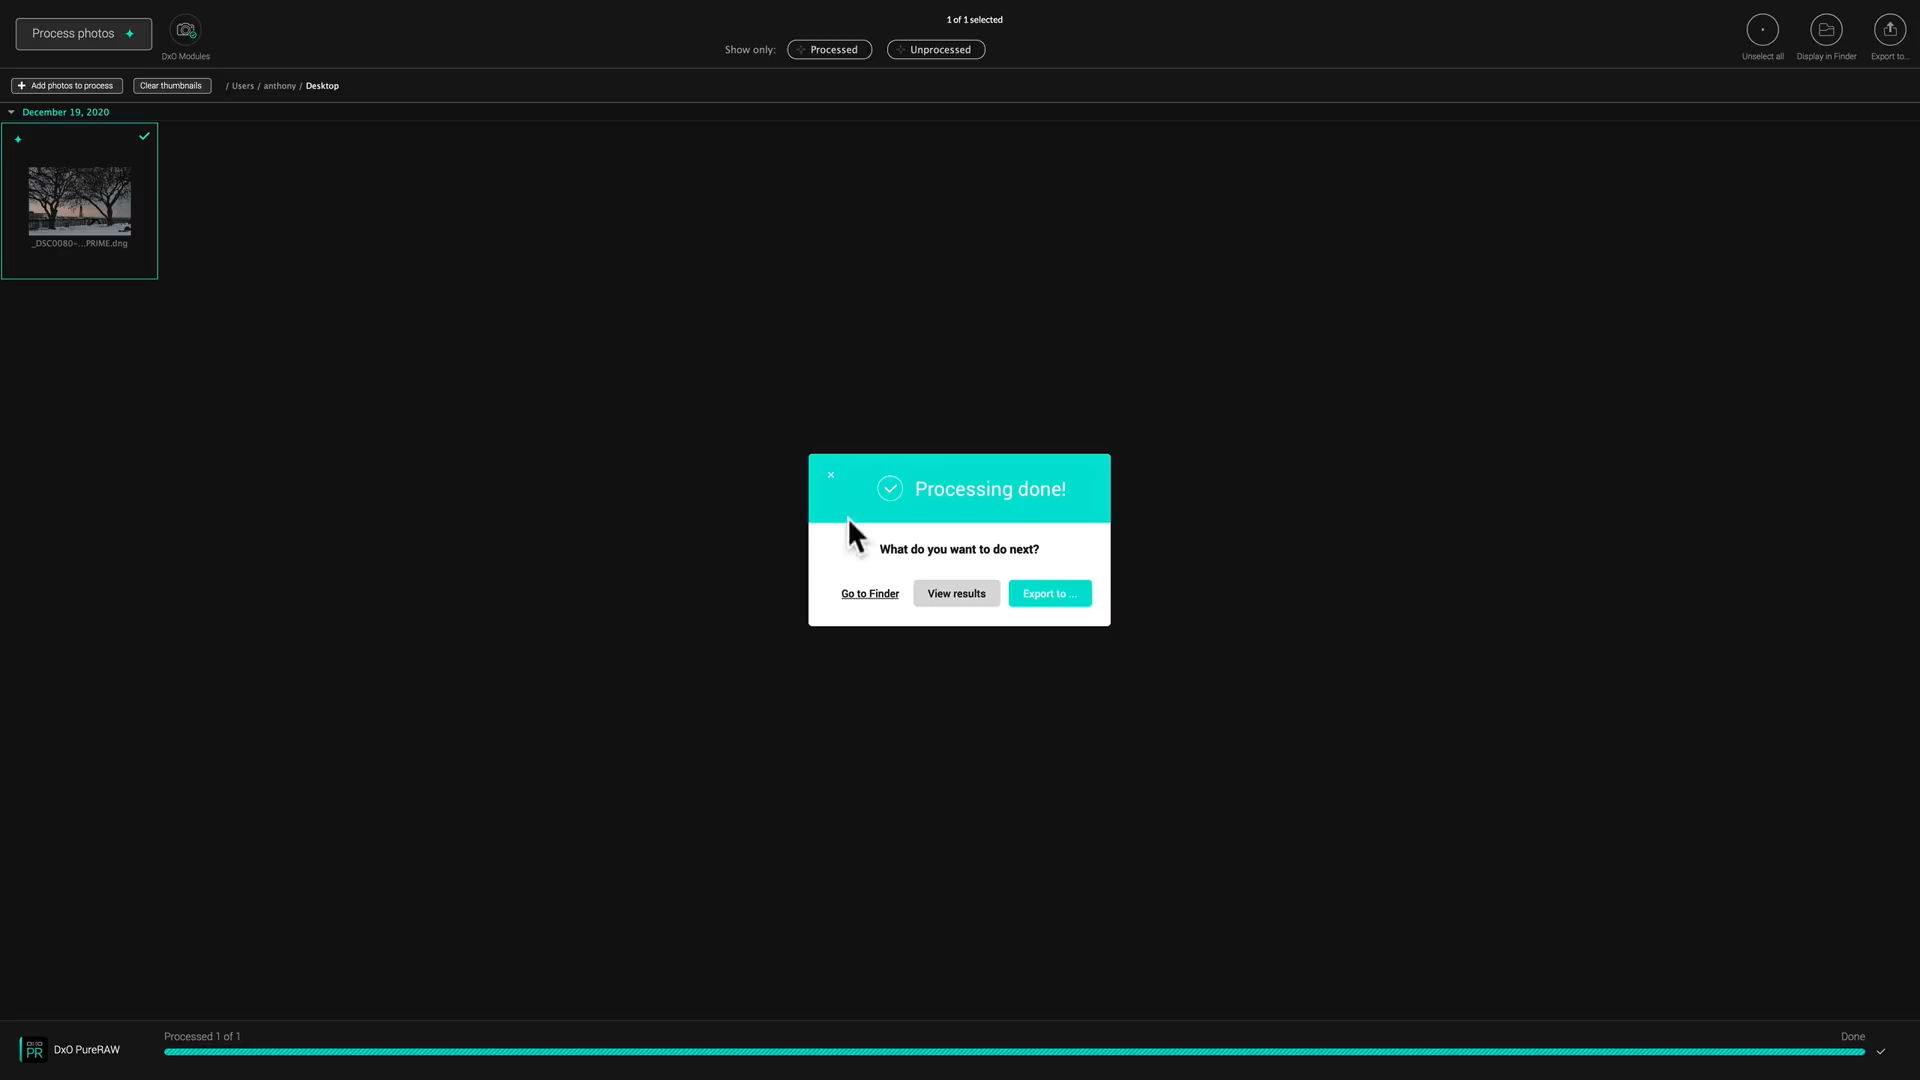 Process photos
DxO Modules
1 of 1 selected
Show only: Processed Unprocessed
Unselect all
Display in Finder
Export to...
Add photos to process
Clear thumbnails
/ Users / anthony / Desktop
December 19, 2020
_DSC0080-...PRIME.dng
Processing done!
What do you want to do next?
Go to Finder
View results
Export to ...
DxO
PR
DxO PureRAW
Processed 1 of 1
Done